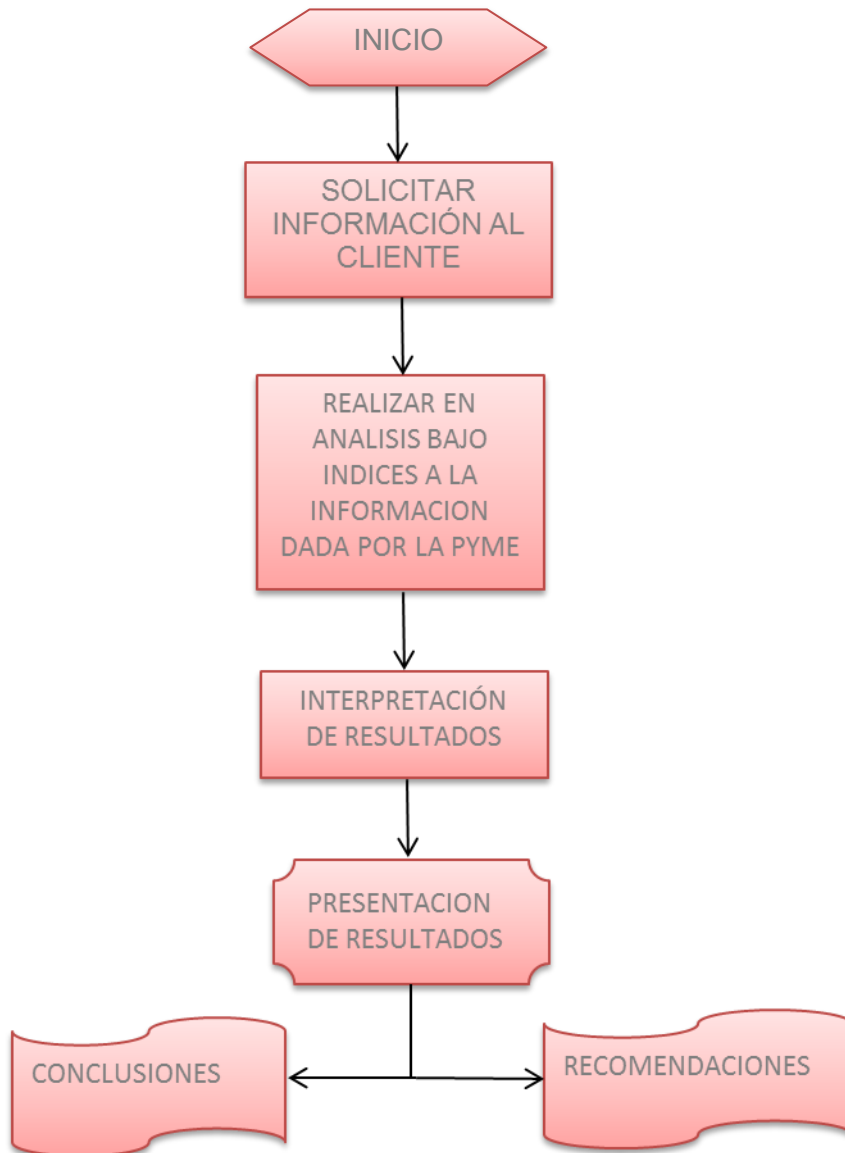 INICIO
SOLICITAR
INFORMACIÓN AL
CLIENTE
REALIZAR EN
ANALISIS BAJO
INDICES A LA
INFORMACION
DADA POR LA PYME
INTERPRETACIÓN
DE RESULTADOS
PRESENTACION
DE RESULTADOS
CONCLUSIONES
RECOMENDACIONES